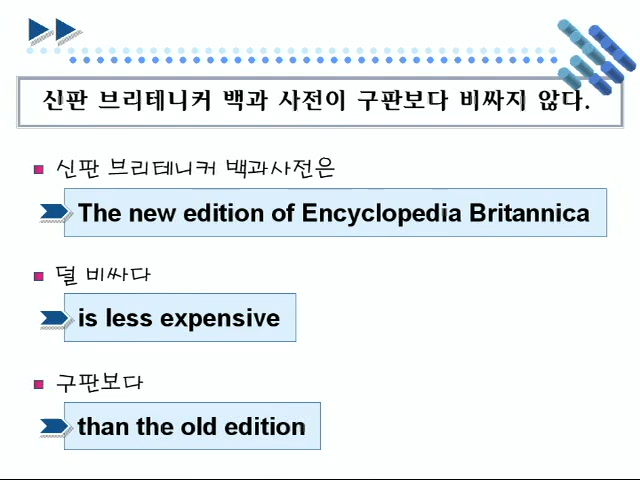 신판 브리테니커 백과 사전이 구판보다 비싸지 않다.
신판 브리테니커 백과사전은
The new edition of Encyclopedia Britannica
덜 비싸다
is less expensive
구판보다
than the old edition